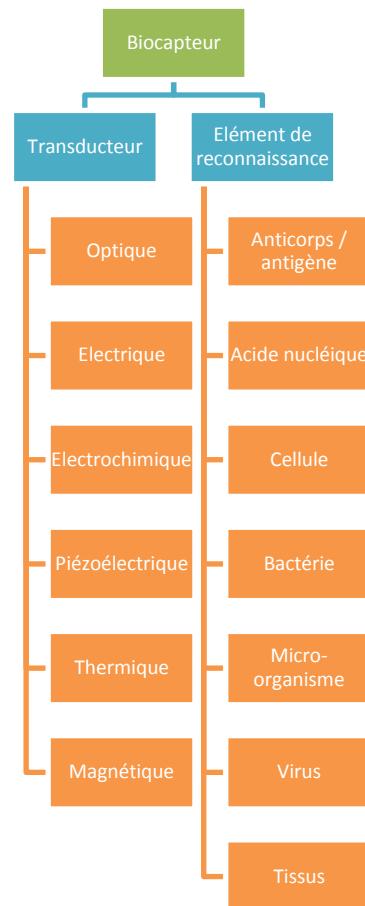 Biocapteur
Transducteur
Optique
Electrique
Electrochimique
Piézoélectrique
Thermique
Magnétique
Elément de
reconnaissance
Anticorps /
antigène
Acide nucléique
Cellule
Bactérie
Micro-
organisme
Virus
Tissus